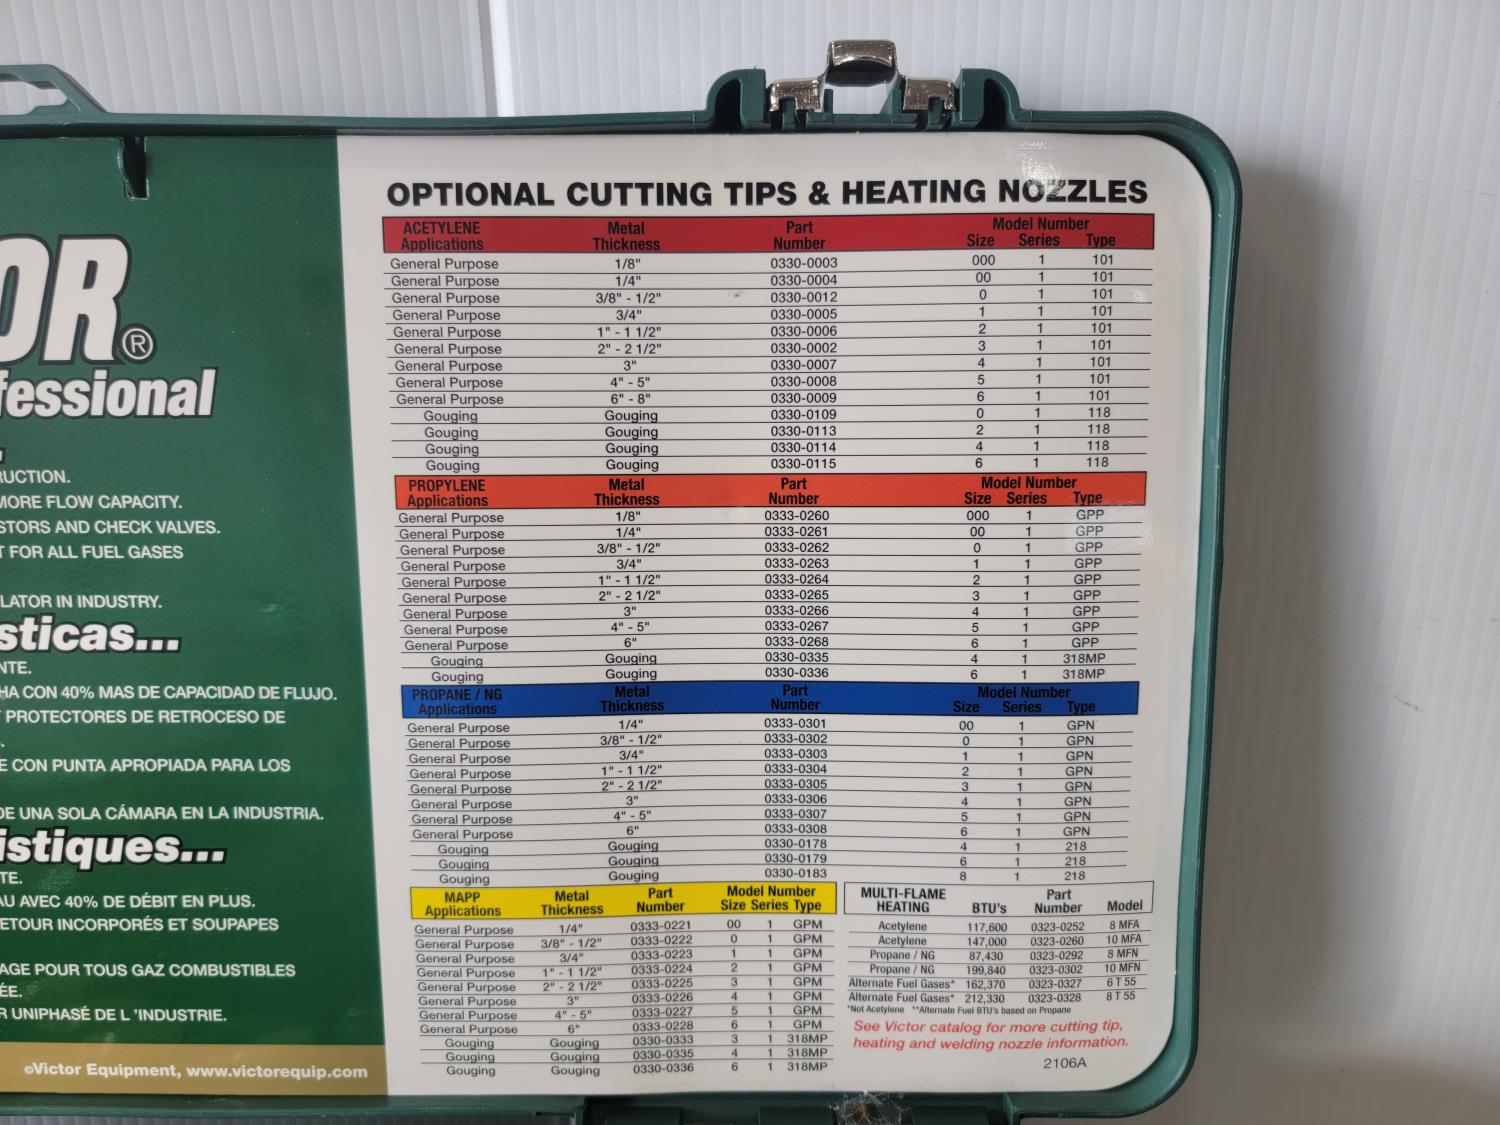 OR®
fessional
RUCTION.
MORE FLOW CAPACITY.
STORS AND CHECK VALVES.
T FOR ALL FUEL GASES
LATOR IN INDUSTRY.
sticas...
NTE.
HA CON 40% MAS DE CAPACIDAD DE FLUJO.
Y PROTECTORES DE RETROCESO DE
S.
E CON PUNTA APROPIADA PARA LOS
DE UNA SOLA CÁMARA EN LA INDUSTRIA.
istiques...
TE.
AU AVEC 40% DE DÉBIT EN PLUS.
ETOUR INCORPORÉS ET SOUPAPES
AGE POUR TOUS GAZ COMBUSTIBLES
ÉE.
R UNIPHASÉ DE L 'INDUSTRIE.
©Victor Equipment, www.victorequip.com
OPTIONAL CUTTING TIPS & HEATING NOZZLES
ACETYLENE Metal Part Model Number
Applications Thickness Number Size Series Type
General Purpose 1/8" 0330-0003 000 1 101
General Purpose 1/4" 0330-0004 00 1 101
General Purpose 3/8" - 1/2" 0330-0012 0 1 101
General Purpose 3/4" 0330-0005 1 1 101
General Purpose 1" - 1 1/2" 0330-0006 2 1 101
General Purpose 2" - 2 1/2" 0330-0002 3 1 101
General Purpose 3" 0330-0007 4 1 101
General Purpose 4" - 5" 0330-0008 5 1 101
General Purpose 6" - 8" 0330-0009 6 1 101
Gouging Gouging 0330-0109 0 1 118
Gouging Gouging 0330-0113 2 1 118
Gouging Gouging 0330-0114 4 1 118
Gouging Gouging 0330-0115 6 1 118
PROPYLENE Metal Part Model Number
Applications Thickness Number Size Series Type
General Purpose 1/8" 0333-0260 000 1 GPP
General Purpose 1/4" 0333-0261 00 1 GPP
General Purpose 3/8" - 1/2" 0333-0262 0 1 GPP
General Purpose 3/4" 0333-0263 1 1 GPP
General Purpose 1" - 1 1/2" 0333-0264 2 1 GPP
General Purpose 2" - 2 1/2" 0333-0265 3 1 GPP
General Purpose 3" 0333-0266 4 1 GPP
General Purpose 4" - 5" 0333-0267 5 1 GPP
General Purpose 6" 0333-0268 6 1 GPP
Gouging Gouging 0330-0335 4 1 318MP
Gouging Gouging 0330-0336 6 1 318MP
PROPANE / NG Metal Part Model Number
Applications Thickness Number Size Series Type
General Purpose 1/4" 0333-0301 00 1 GPN
General Purpose 3/8" - 1/2" 0333-0302 0 1 GPN
General Purpose 3/4" 0333-0303 1 1 GPN
General Purpose 1" - 1 1/2" 0333-0304 2 1 GPN
General Purpose 2" - 2 1/2" 0333-0305 3 1 GPN
General Purpose 3" 0333-0306 4 1 GPN
General Purpose 4" - 5" 0333-0307 5 1 GPN
General Purpose 6" 0333-0308 6 1 GPN
Gouging Gouging 0330-0178 4 1 218
Gouging Gouging 0330-0179 6 1 218
Gouging Gouging 0330-0183 8 1 218
MAPP Metal Part Model Number
Applications Thickness Number Size Series Type
General Purpose 1/4" 0333-0221 00 1 GPM
General Purpose 3/8" - 1/2" 0333-0222 0 1 GPM
General Purpose 3/4" 0333-0223 1 1 GPM
General Purpose 1" - 1 1/2" 0333-0224 2 1 GPM
General Purpose 2" - 2 1/2" 0333-0225 3 1 GPM
General Purpose 3" 0333-0226 4 1 GPM
General Purpose 4" - 5" 0333-0227 5 1 GPM
General Purpose 6" 0333-0228 6 1 GPM
Gouging Gouging 0330-0333 3 1 318MP
Gouging Gouging 0330-0335 4 1 318MP
Gouging Gouging 0330-0336 6 1 318MP
MULTI-FLAME Part
HEATING BTU's Number Model
Acetylene 117,600 0323-0252 8 MFA
Acetylene 147,000 0323-0260 10 MFA
Propane / NG 87,430 0323-0292 8 MFN
Propane / NG 199,840 0323-0302 10 MFN
Alternate Fuel Gases* 162,370 0323-0327 6 T 55
Alternate Fuel Gases* 212,330 0323-0328 8 T 55
*Not Acetylene **Alternate Fuel BTU's based on Propane
See Victor catalog for more cutting tip,
heating and welding nozzle information.
2106A